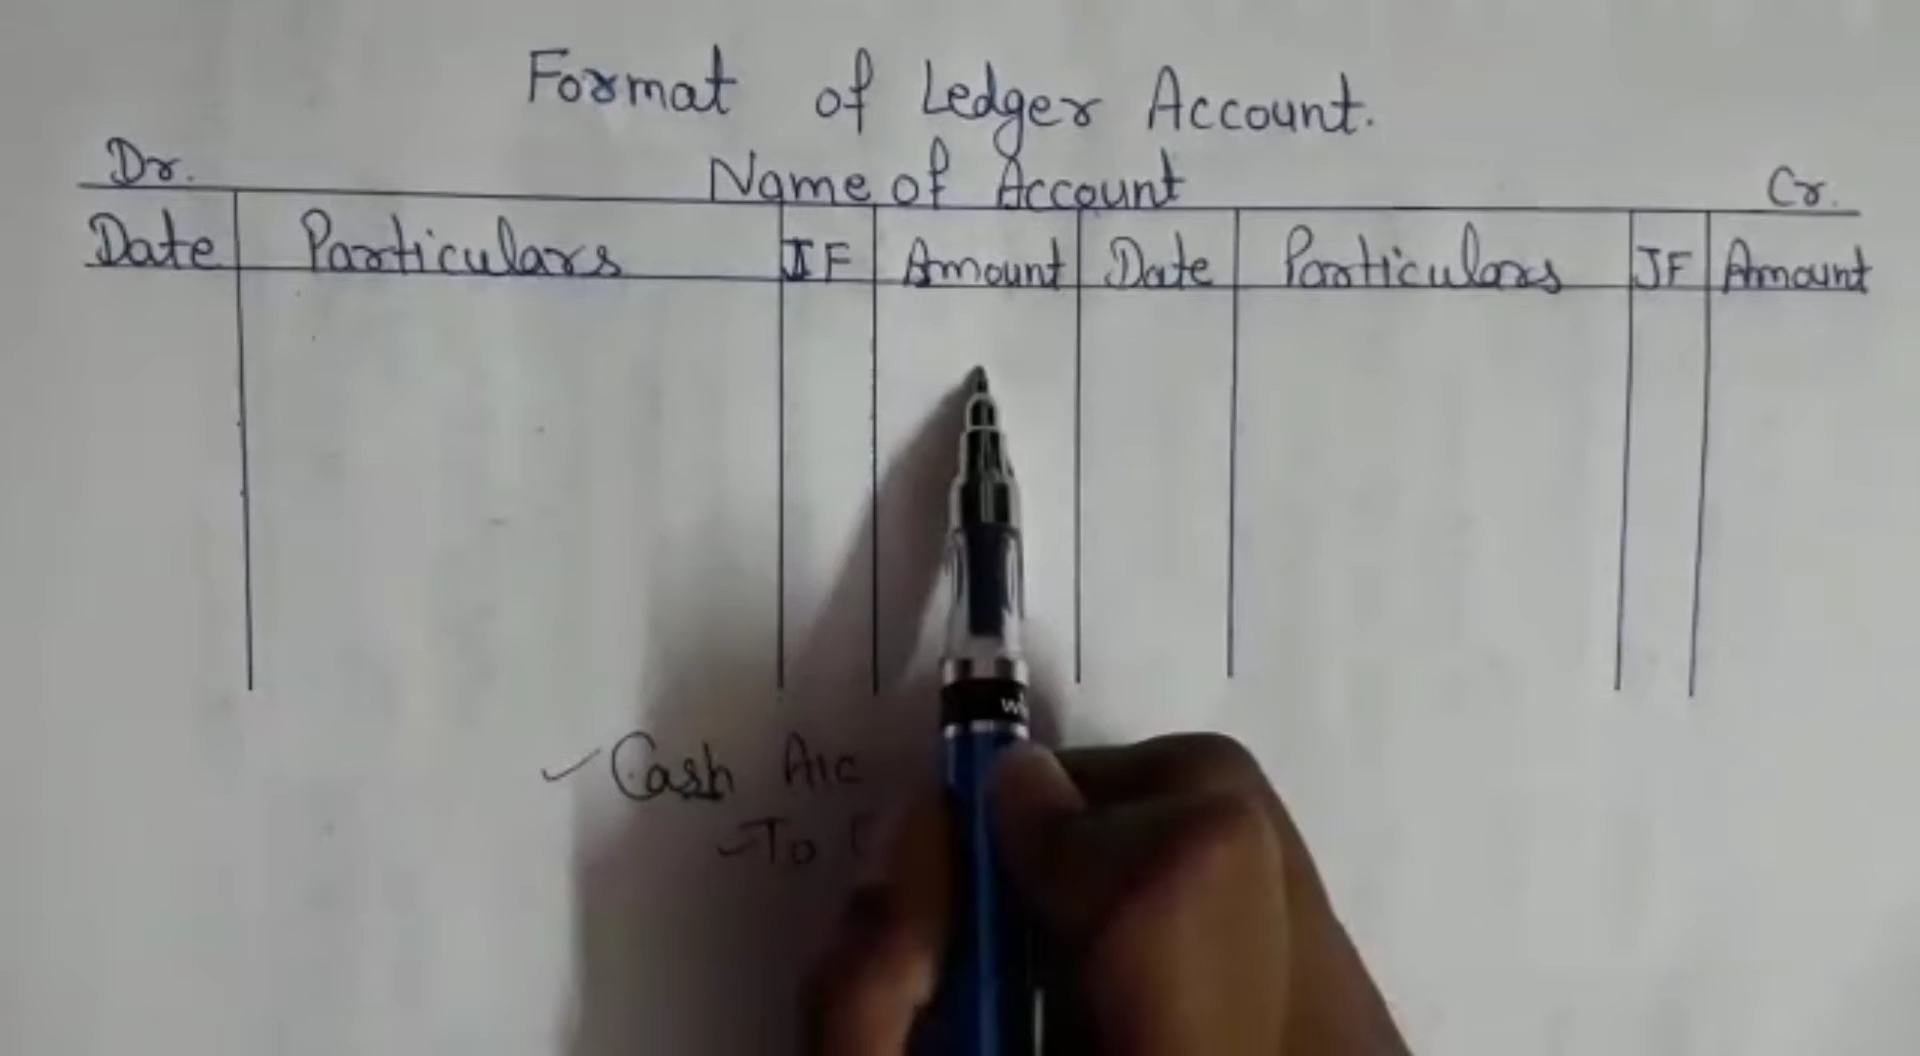 Format of Ledger Account.
Dr. Name of Account Cr.
Date Particulars JF Amount Date Particulars JF Amount
Cash A/c
To